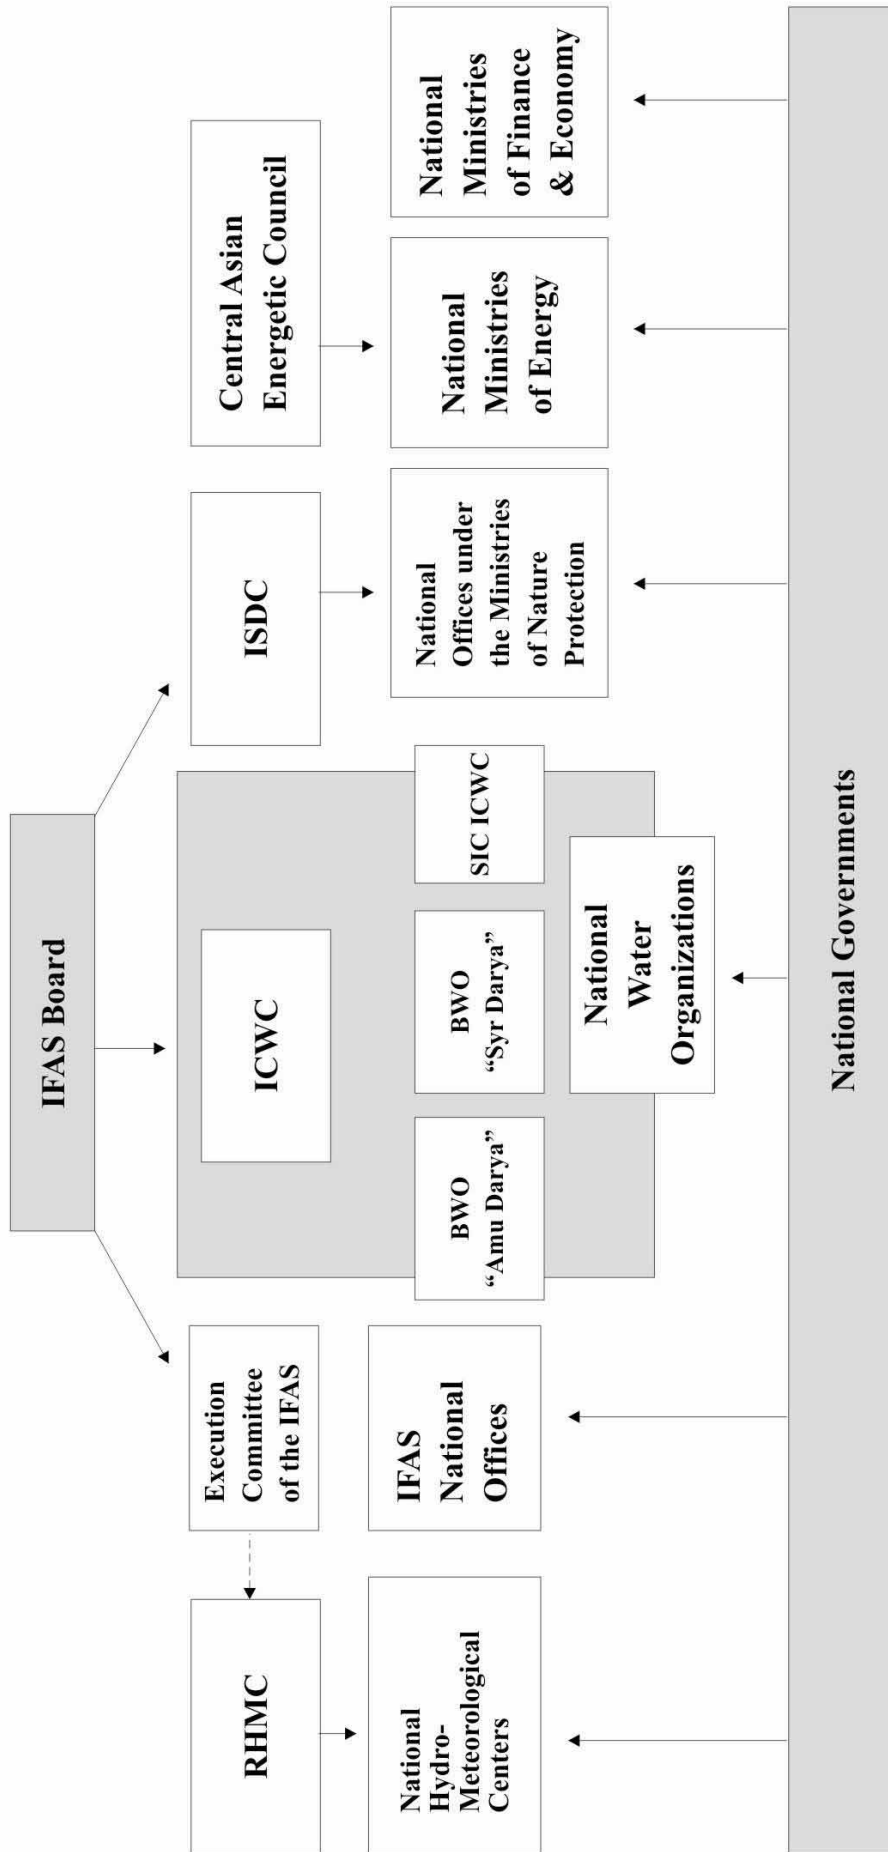 IFAS Board
RHMC
Execution
Committee
of the IFAS
ICWC
ISDC
Central Asian
Energetic Council
National
Hydro-
Meteorological
Centers
IFAS
National
Offices
BWO
“Amu Darya”
BWO
“Syr Darya”
SIC ICWC
National
Water
Organizations
National
Offices under
the Ministries
of Nature
Protection
National
Ministries
of Energy
National
Ministries
of Finance
& Economy
National Governments